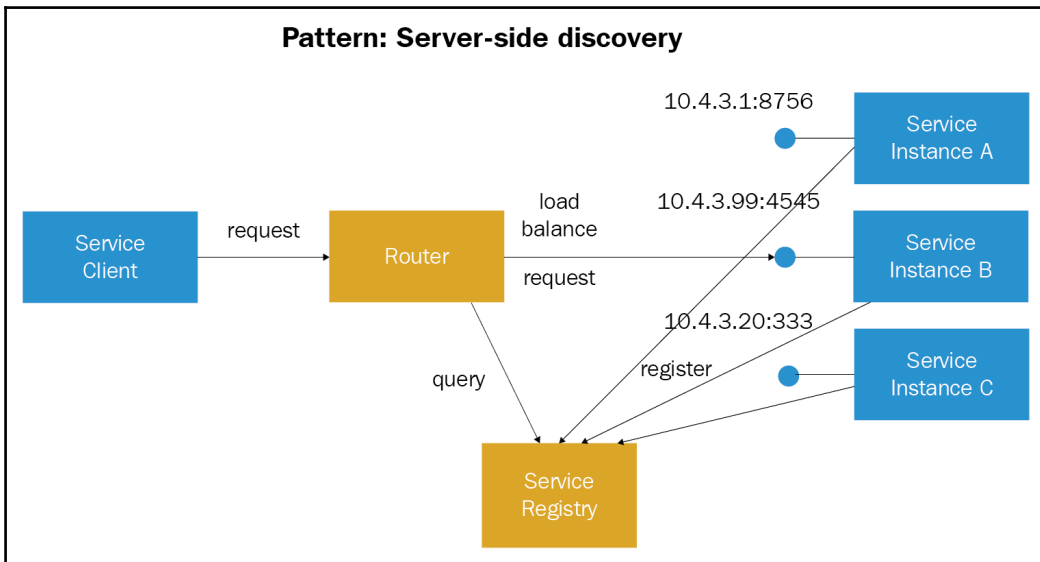 Pattern: Server-side discovery
10.4.3.1:8756
Service
Instance A
load
balance
10.4.3.99:4545
Service
Client
request
Router
request
Service
Instance B
10.4.3.20:333
query
register
Service
Instance C
Service
Registry